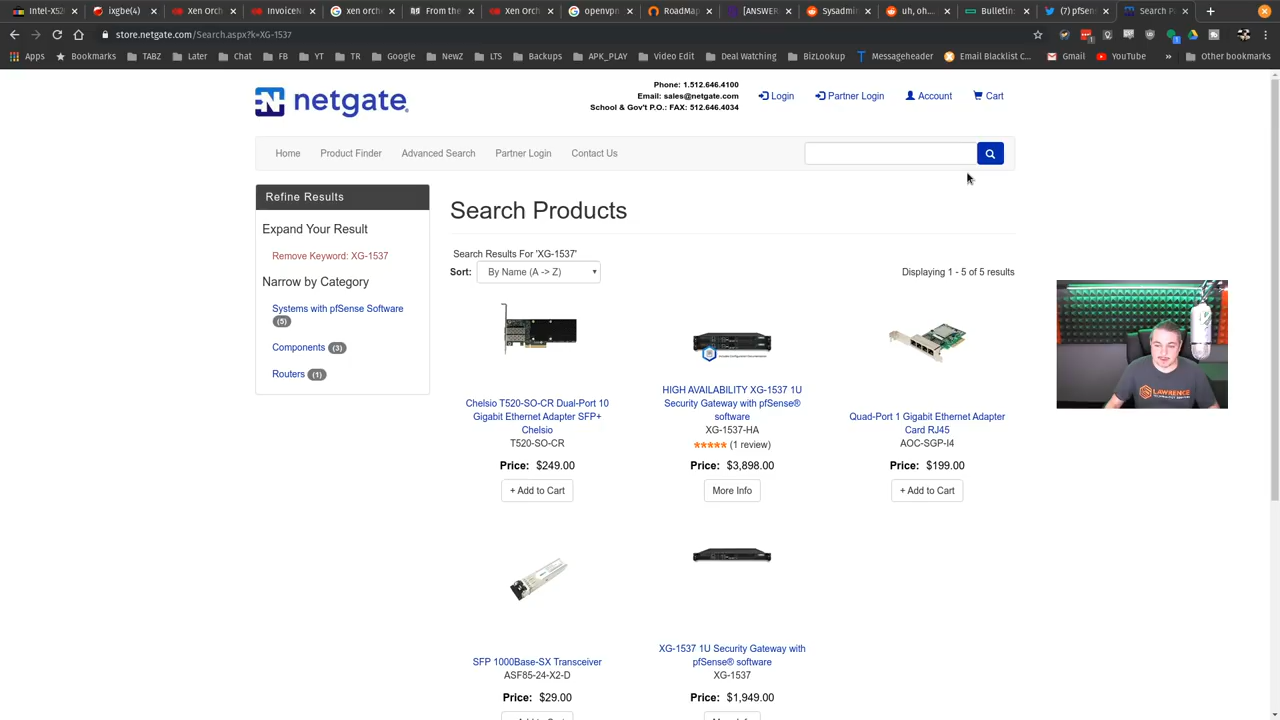 Intel-X52
ixgbe(4)
Xen Orch
InvoiceN
xen orch
From the
Xen Orch
openvpn
RoadMap
[ANSWER
Sysadmi
uh, oh...
Bulletin:
(7) pfSen
Search P
store.netgate.com/Search.aspx?k=XG-1537
Apps
Bookmarks
TABZ
Later
Chat
FB
YT
TR
Google
NewZ
LTS
Backups
APK_PLAY
Video Edit
Deal Watching
BizLookup
Messageheader
Email Blacklist C...
Gmail
YouTube
»
Other bookmarks
netgate
Phone: 1.512.646.4100
Email: sales@netgate.com
School & Gov't P.O.: FAX: 512.646.4034
Login
Partner Login
Account
Cart
Home
Product Finder
Advanced Search
Partner Login
Contact Us
Refine Results
Expand Your Result
Remove Keyword: XG-1537
Narrow by Category
Systems with pfSense Software
(5)
Components (3)
Routers (1)
Search Products
Search Results For 'XG-1537'
Sort: By Name (A -> Z)
Displaying 1 - 5 of 5 results
Chelsio T520-SO-CR Dual-Port 10
Gigabit Ethernet Adapter SFP+
Chelsio
T520-SO-CR
Price: $249.00
+ Add to Cart
HIGH AVAILABILITY XG-1537 1U
Security Gateway with pfSense®
software
XG-1537-HA
(1 review)
Price: $3,898.00
More Info
Quad-Port 1 Gigabit Ethernet Adapter
Card RJ45
AOC-SGP-I4
Price: $199.00
+ Add to Cart
SFP 1000Base-SX Transceiver
ASF85-24-X2-D
Price: $29.00
XG-1537 1U Security Gateway with
pfSense® software
XG-1537
Price: $1,949.00
LAWRENCE